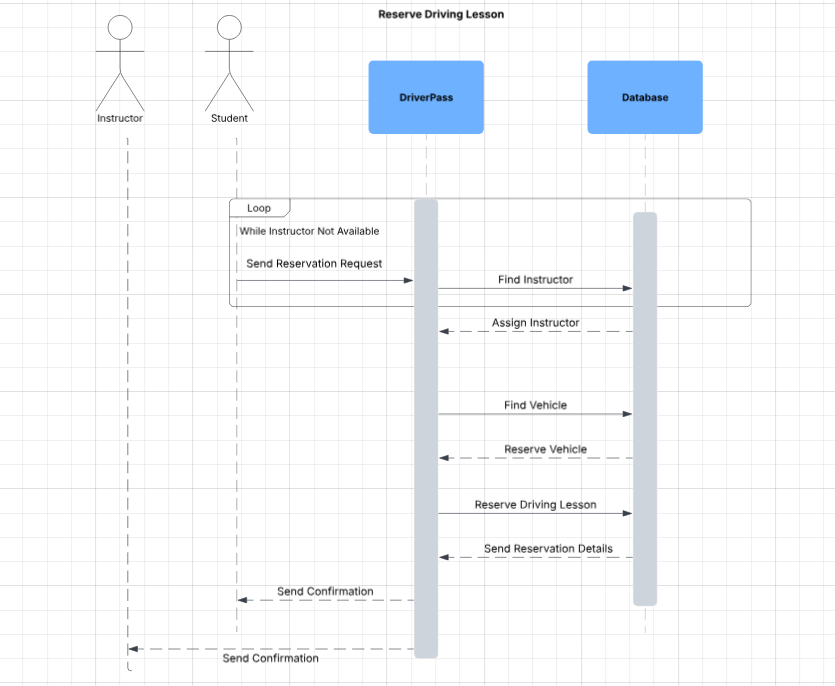 Reserve Driving Lesson
Instructor
Student
DriverPass
Database
Loop
While Instructor Not Available
Send Reservation Request
Find Instructor
Assign Instructor
Find Vehicle
Reserve Vehicle
Reserve Driving Lesson
Send Reservation Details
Send Confirmation
Send Confirmation